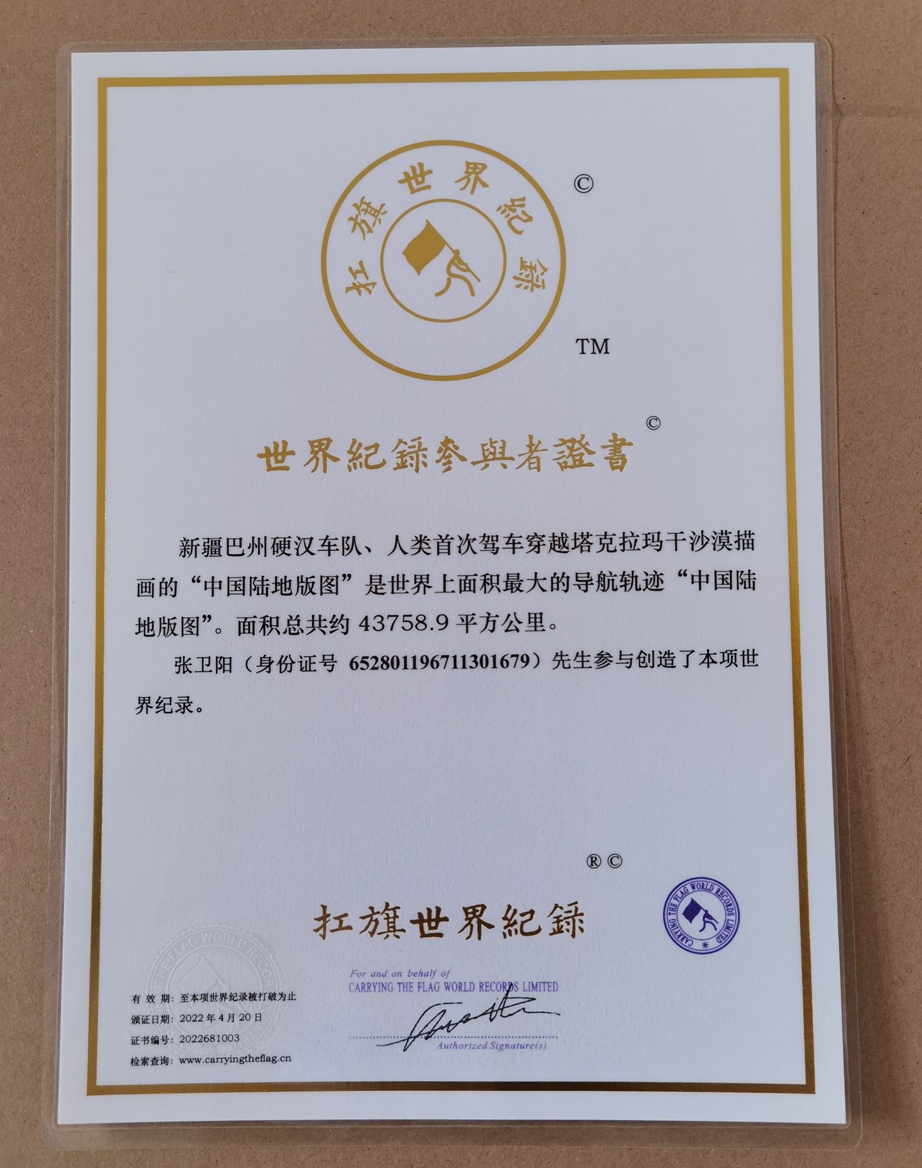 扛旗世界紀錄
©
TM
世界紀錄參與者證書
©
新疆巴州硬汉车队、人类首次驾车穿越塔克拉玛干沙漠描
画的“中国陆地版图”是世界上面积最大的导航轨迹“中国陆
地版图”。面积总共约 43758.9 平方公里。
张卫阳（身份证号 652801196711301679）先生参与创造了本项世
界纪录。
® ©
扛旗世界紀錄
CARRYING THE FLAG WORLD RECORDS LIMITED
For and on behalf of
CARRYING THE FLAG WORLD RECORDS LIMITED
Authorized Signature(s)
有 效 期：至本项世界纪录被打破为止
颁证日期：2022 年 4 月 20 日
证书编号：2022681003
检索查询：www.carryingtheflag.cn